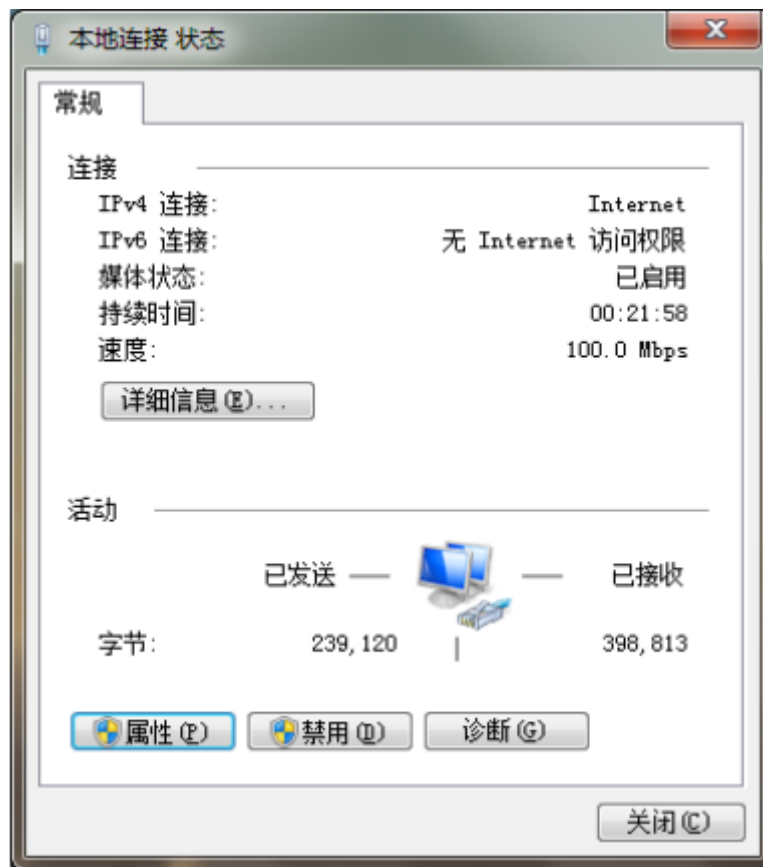 本地连接 状态
常规
连接
IPv4 连接: Internet
IPv6 连接: 无 Internet 访问权限
媒体状态: 已启用
持续时间: 00:21:58
速度: 100.0 Mbps
详细信息(E)...
活动
已发送 已接收
字节: 239,120 398,813
属性(P) 禁用(D) 诊断(G)
关闭(C)